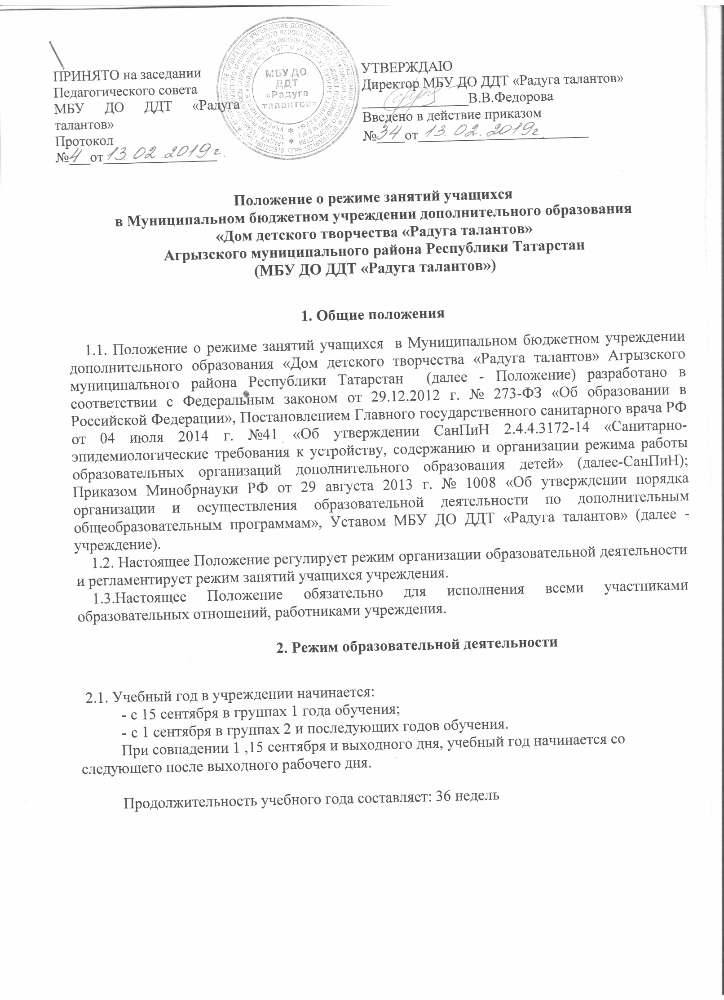 ПРИНЯТО на заседании
Педагогического совета
МБУ ДО ДДТ «Радуга
талантов»
Протокол
№4 от 13.02.2019г.
МБУ ДО
ДДТ
«Радуга
талантов»
УТВЕРЖДАЮ
Директор МБУ ДО ДДТ «Радуга талантов»
______________В.В.Федорова
Введено в действие приказом
№34 от 13.02.2019г.
Положение о режиме занятий учащихся
в Муниципальном бюджетном учреждении дополнительного образования
«Дом детского творчества «Радуга талантов»
Агрызского муниципального района Республики Татарстан
(МБУ ДО ДДТ «Радуга талантов»)
1. Общие положения
1.1. Положение о режиме занятий учащихся в Муниципальном бюджетном учреждении
дополнительного образования «Дом детского творчества «Радуга талантов» Агрызского
муниципального района Республики Татарстан (далее - Положение) разработано в
соответствии с Федеральным законом от 29.12.2012 г. № 273-ФЗ «Об образовании в
Российской Федерации», Постановлением Главного государственного санитарного врача РФ
от 04 июля 2014 г. №41 «Об утверждении СанПиН 2.4.4.3172-14 «Санитарно-
эпидемиологические требования к устройству, содержанию и организации режима работы
образовательных организаций дополнительного образования детей» (далее-СанПиН);
Приказом Минобрнауки РФ от 29 августа 2013 г. № 1008 «Об утверждении порядка
организации и осуществления образовательной деятельности по дополнительным
общеобразовательным программам», Уставом МБУ ДО ДДТ «Радуга талантов» (далее -
учреждение).
1.2. Настоящее Положение регулирует режим организации образовательной деятельности
и регламентирует режим занятий учащихся учреждения.
1.3.Настоящее Положение обязательно для исполнения всеми участниками
образовательных отношений, работниками учреждения.
2. Режим образовательной деятельности
2.1. Учебный год в учреждении начинается:
- с 15 сентября в группах 1 года обучения;
- с 1 сентября в группах 2 и последующих годов обучения.
При совпадении 1 ,15 сентября и выходного дня, учебный год начинается со
следующего после выходного рабочего дня.
Продолжительность учебного года составляет: 36 недель